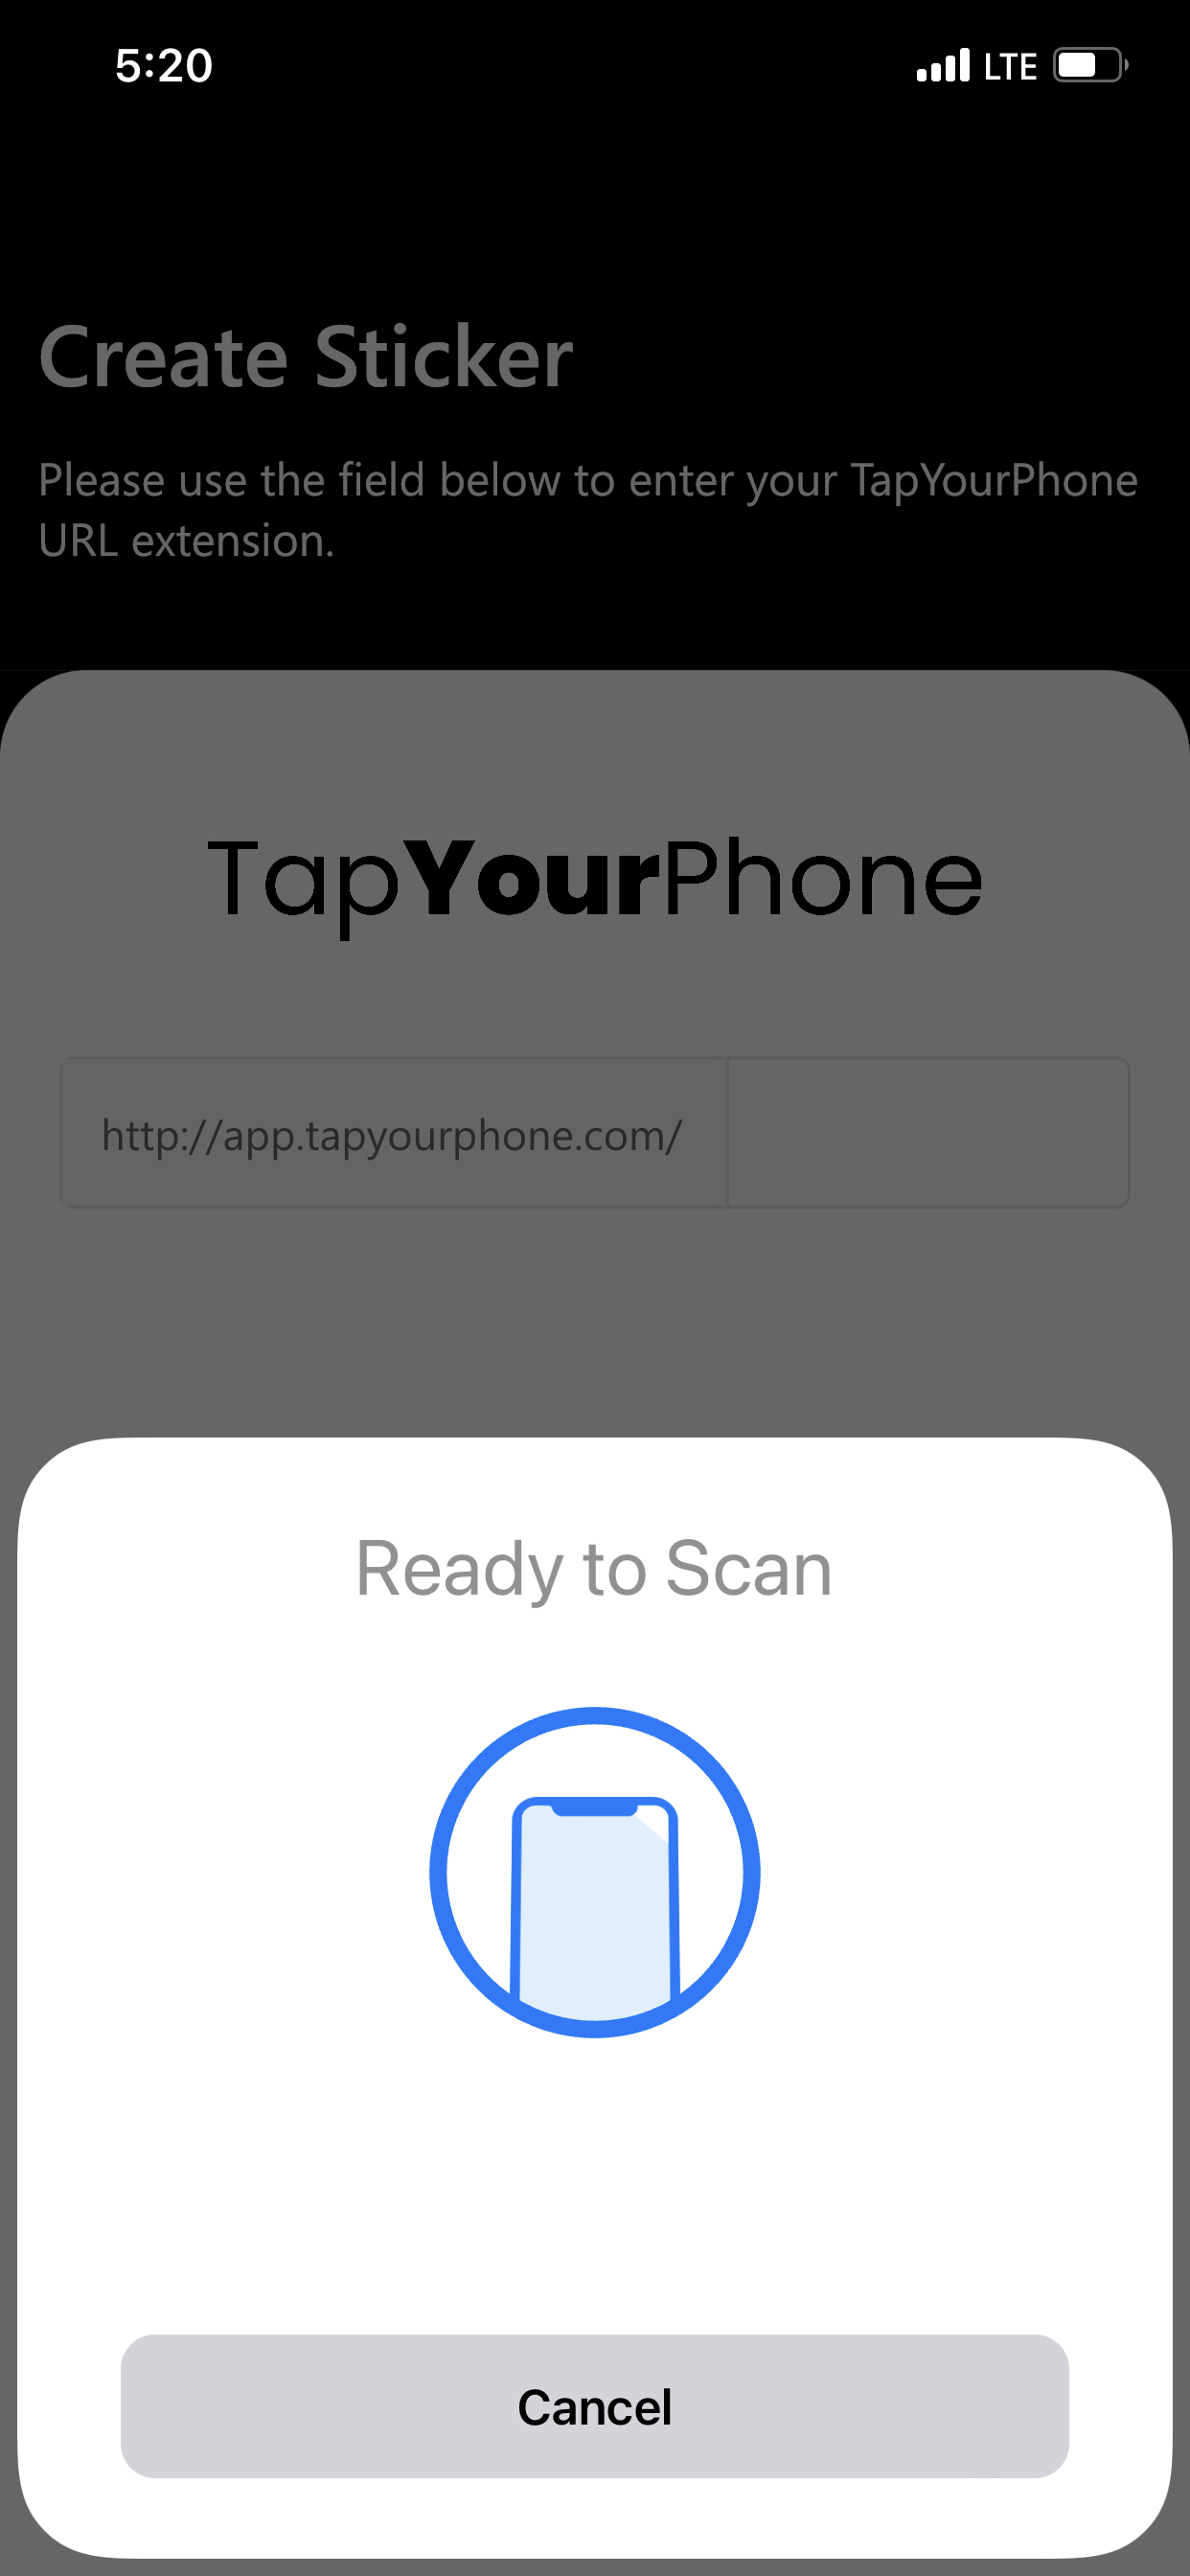 5:20 LTE
Create Sticker
Please use the field below to enter your TapYourPhone
URL extension.
TapYourPhone
http://app.tapyourphone.com/
Ready to Scan
Cancel